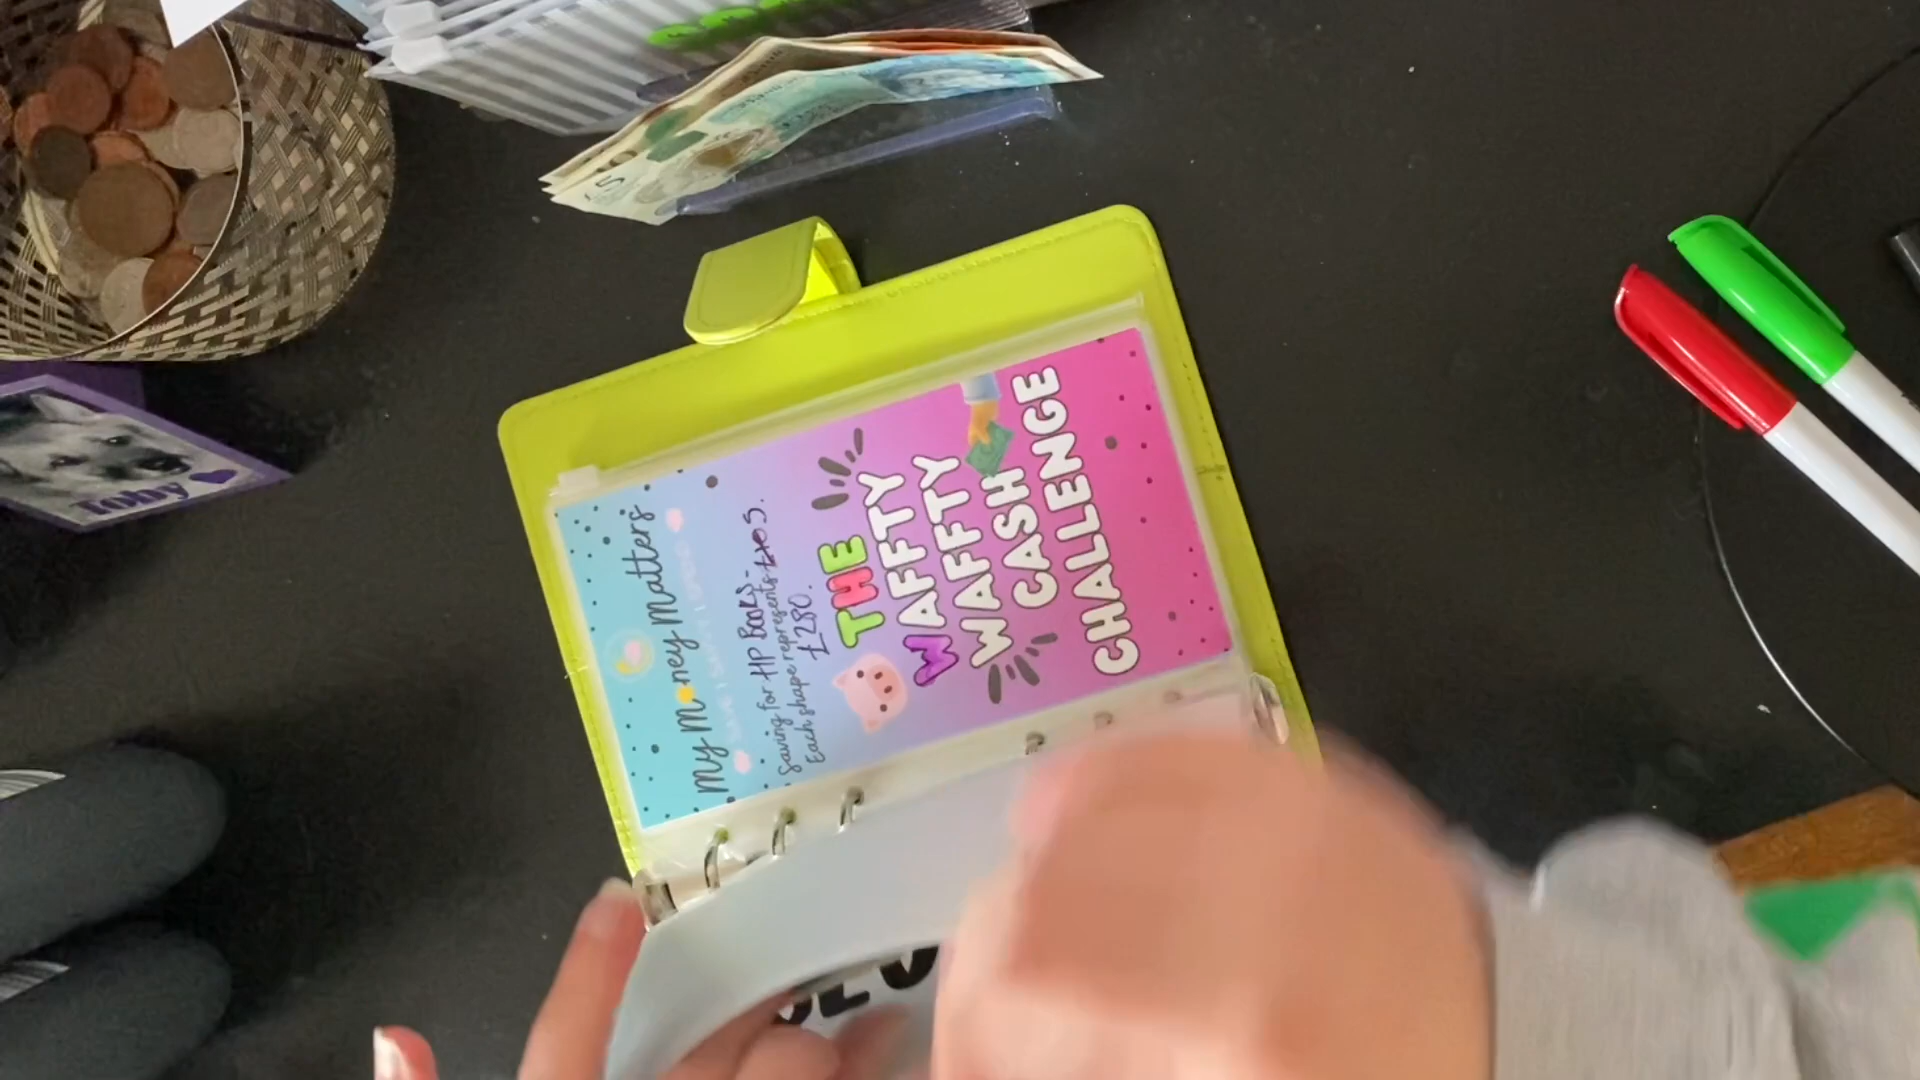 My Money Matters
Saving for HP Books -
Each shape represents £10 5.
£280.
THE
WAFFTY
WAFFTY
CASH
CHALLENGE
Toby